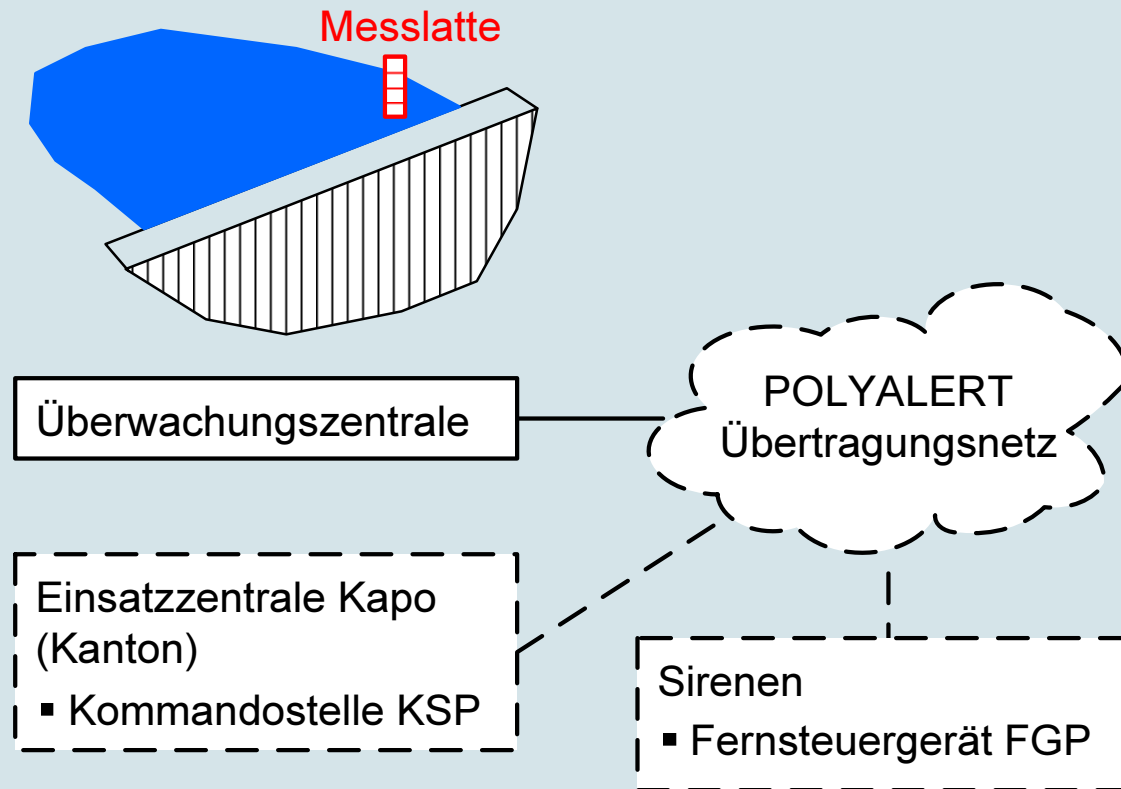 Messlatte
Überwachungszentrale
POLYALERT
Übertragungsnetz
Einsatzzentrale Kapo
(Kanton)
▪ Kommandostelle KSP
Sirenen
▪ Fernsteuergerät FGP